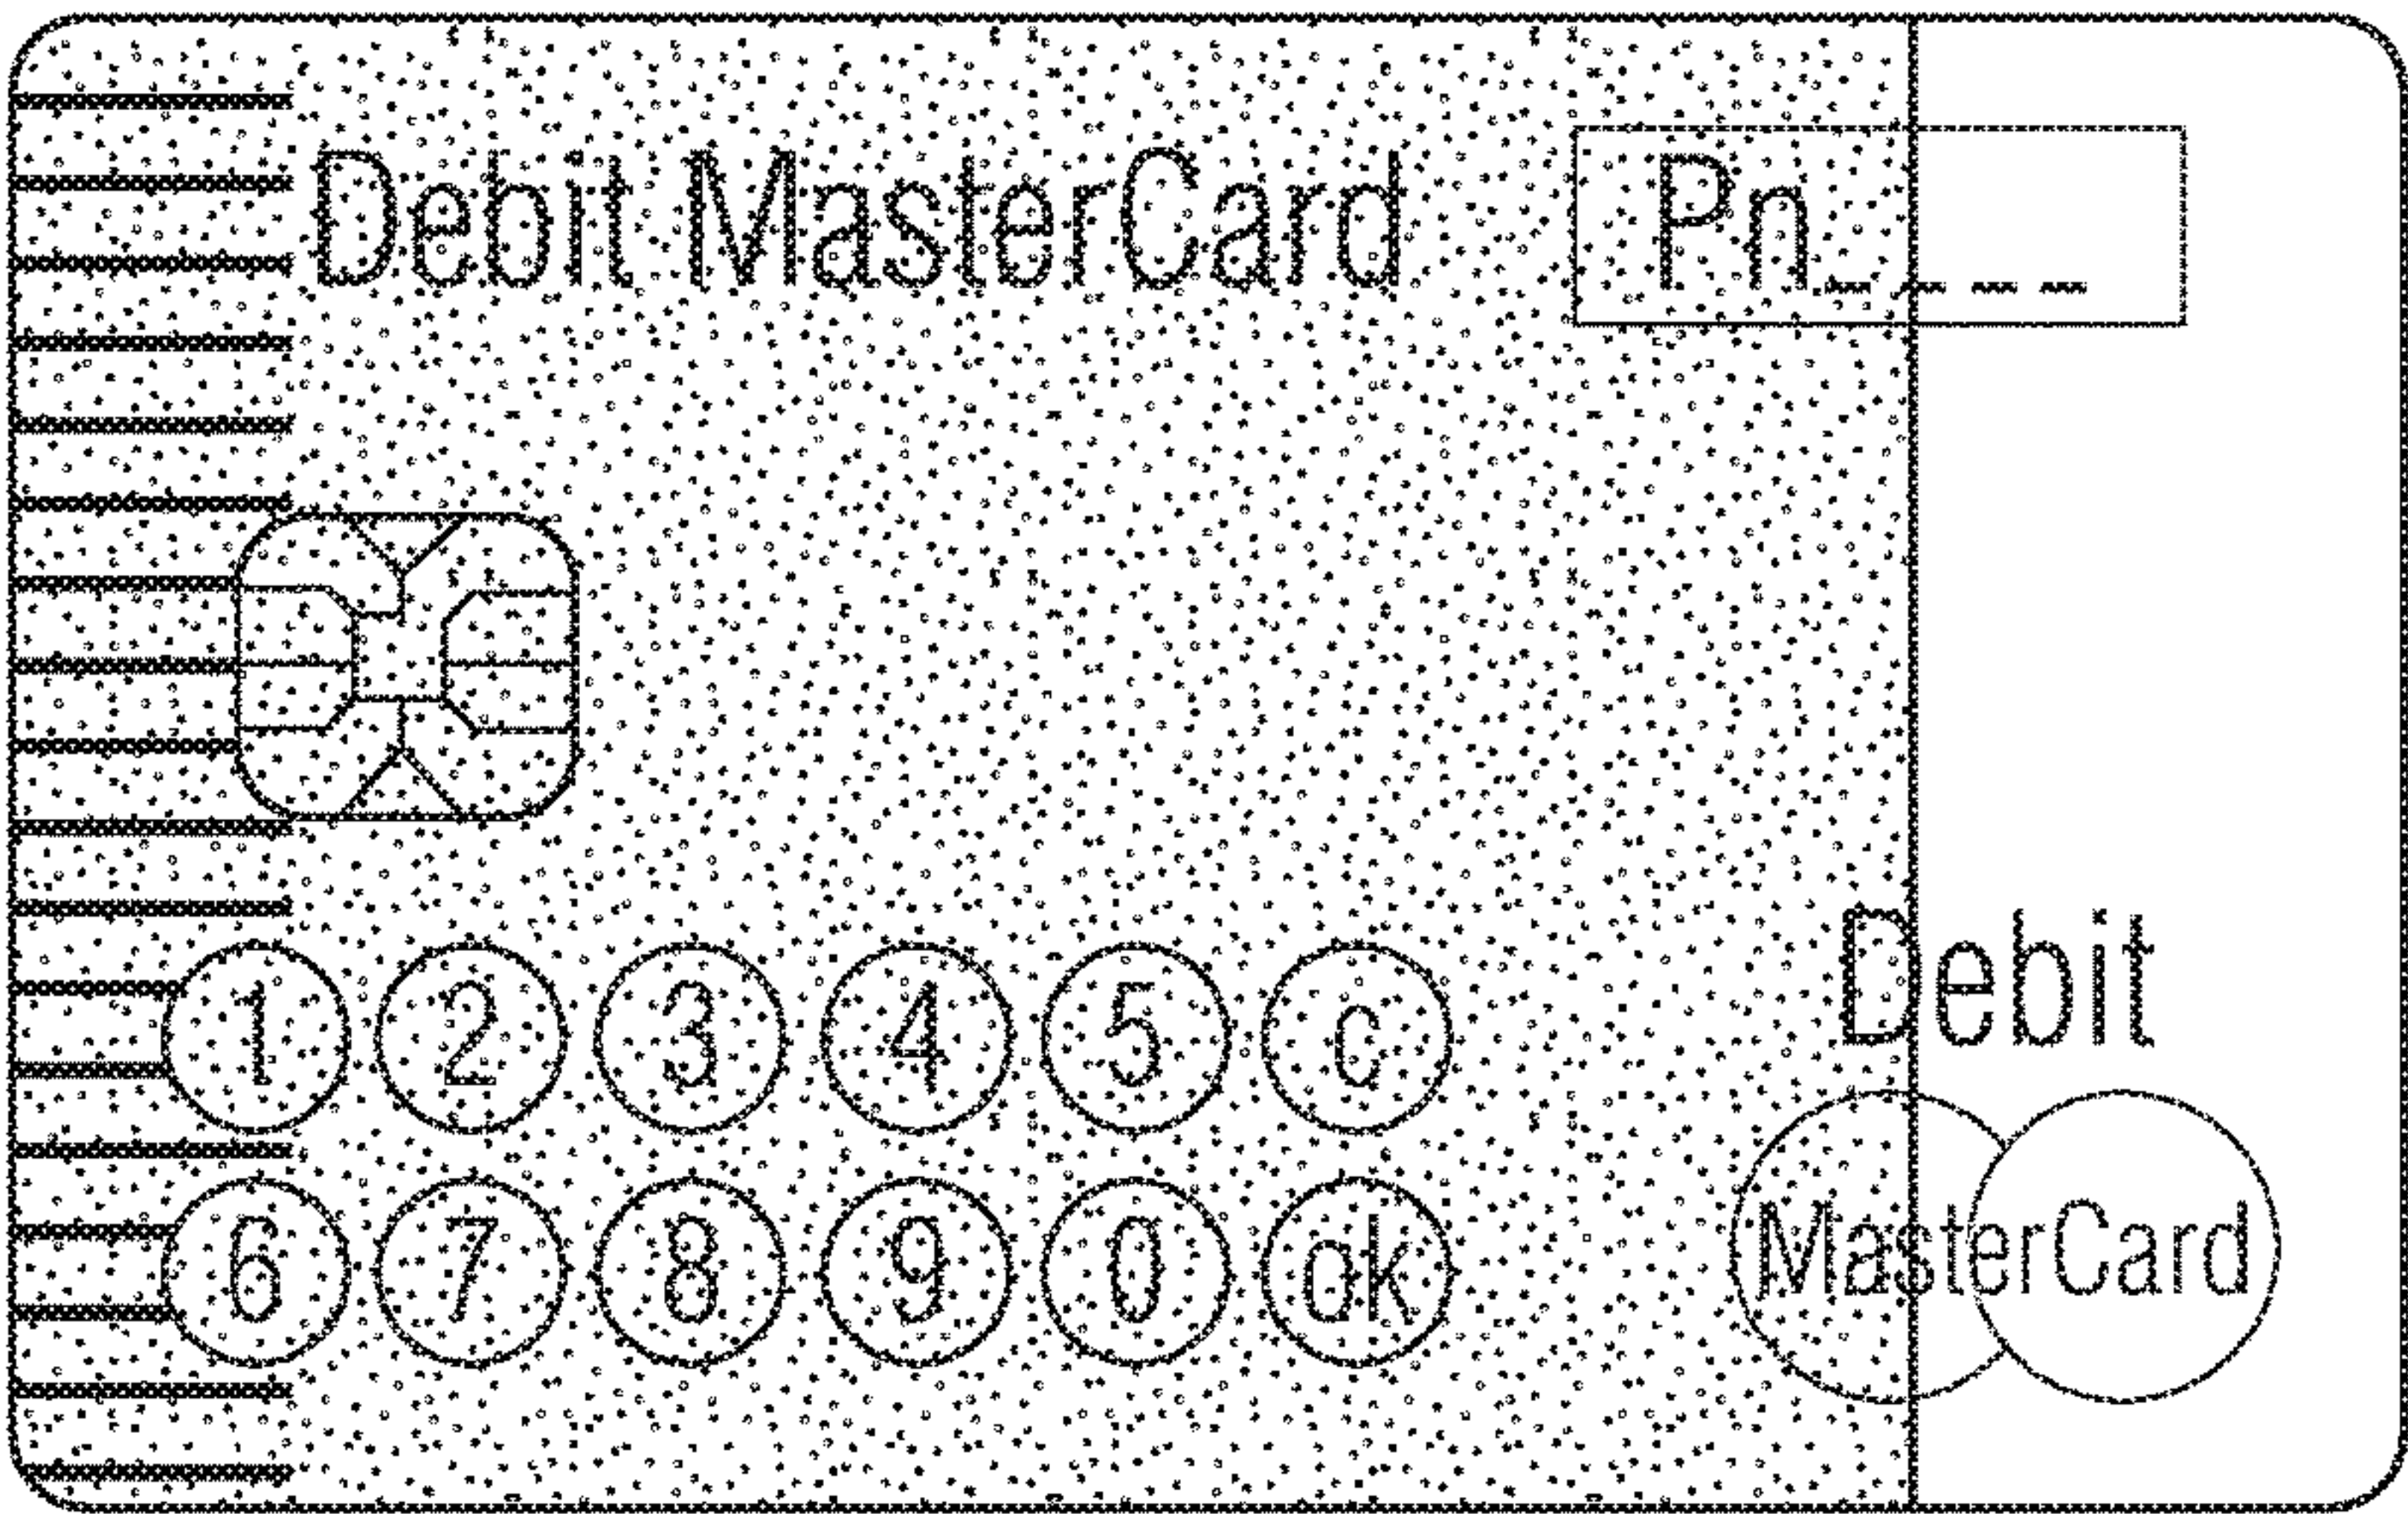 Debit MasterCard Pn_ _ _ _
1 2 3 4 5 c
Debit
6 7 8 9 0 ok
MasterCard